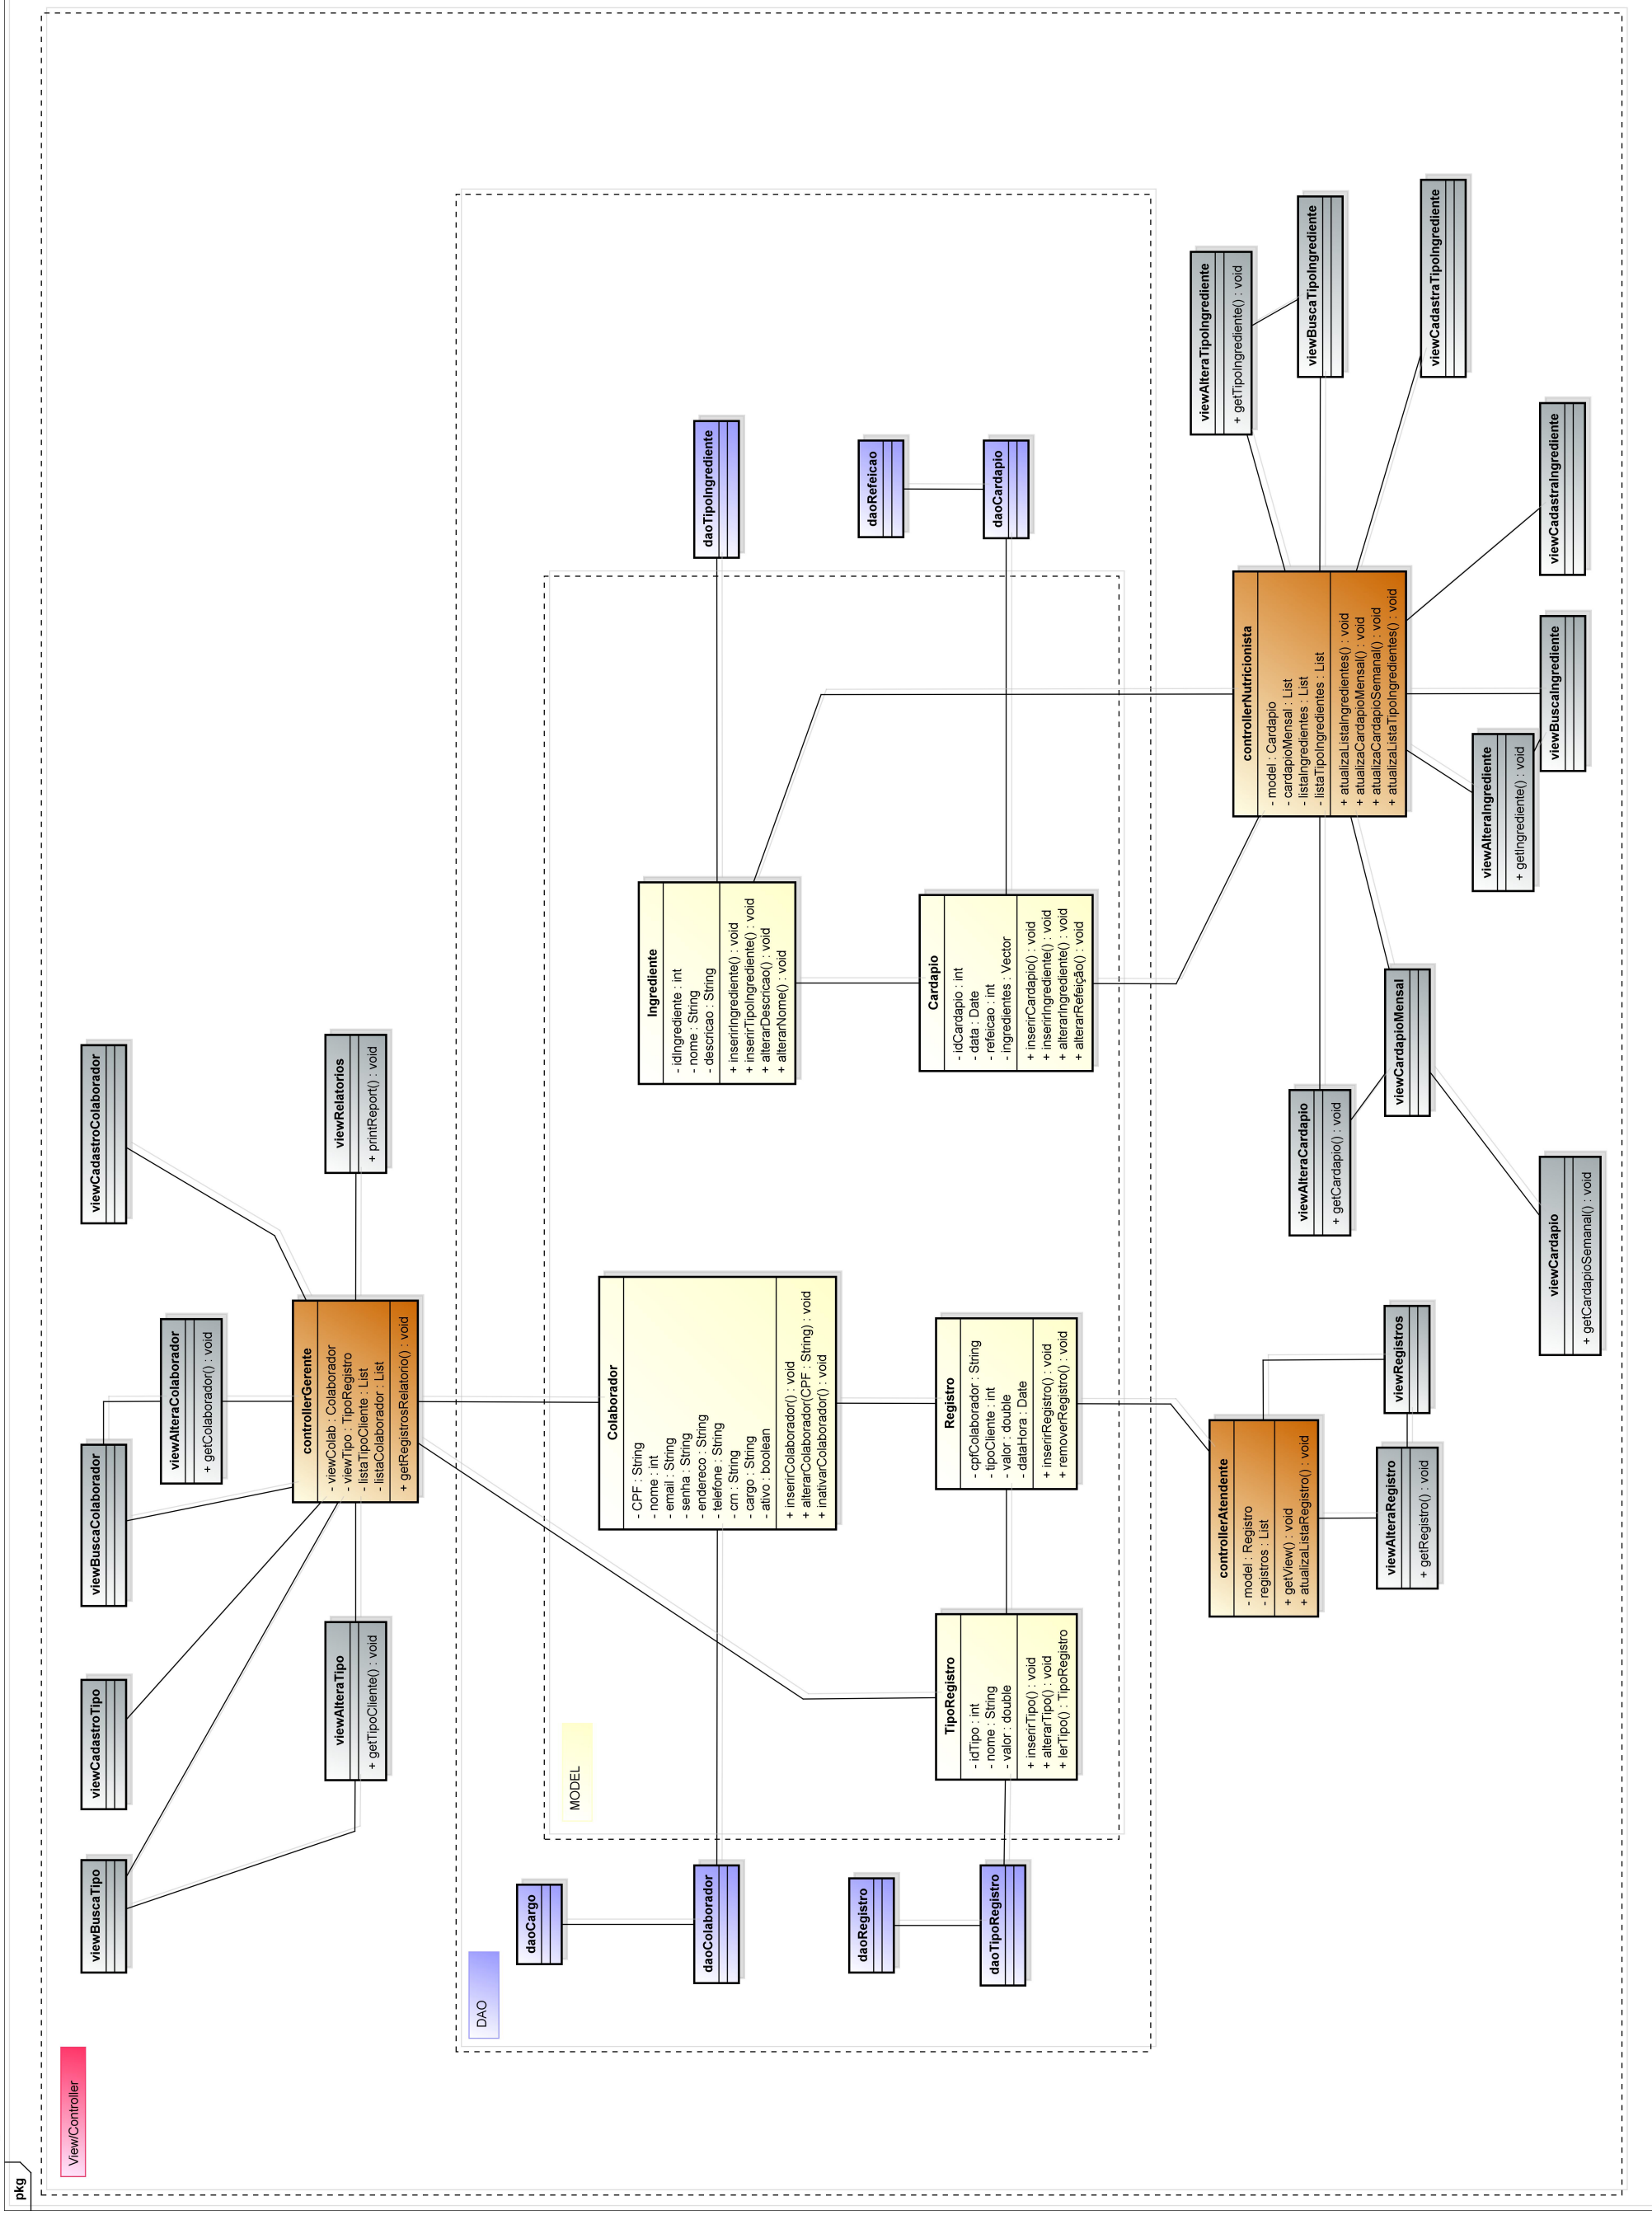 pkg
View/Controller
viewBuscaTipo
viewCadastroTipo
viewBuscaColaborador
viewCadastroColaborador
viewAlteraColaborador
+ getColaborador() : void
viewAlteraTipo
+ getTipoCliente() : void
controllerGerente
- viewColab : Colaborador
- viewTipo : TipoRegistro
- listaTipoCliente : List
- listaColaborador : List
+ getRegistrosRelatorio() : void
viewRelatorios
+ printReport() : void
DAO
daoCargo
MODEL
daoColaborador
Colaborador
- CPF : String
- nome : int
- email : String
- senha : String
- endereco : String
- telefone : String
- crn : String
- cargo : String
- ativo : boolean
+ inserirColaborador() : void
+ alterarColaborador(CPF : String) : void
+ inativarColaborador() : void
Ingrediente
- idIngrediente : int
- nome : String
- descricao : String
+ inserirIngrediente() : void
+ inserirTipoIngrediente() : void
+ alterarDescricao() : void
+ alterarNome() : void
daoTipoIngrediente
daoRegistro
daoRefeicao
daoTipoRegistro
TipoRegistro
- idTipo : int
- nome : String
- valor : double
+ inserirTipo() : void
+ alterarTipo() : void
+ lerTipo() : TipoRegistro
Registro
- cpfColaborador : String
- tipoCliente : int
- valor : double
- dataHora : Date
+ inserirRegistro() : void
+ removerRegistro() : void
Cardapio
- idCardapio : int
- data : Date
- refeicao : int
- ingredientes : Vector
+ inserirCardapio() : void
+ inserirIngrediente() : void
+ alterarIngrediente() : void
+ alterarRefeição() : void
daoCardapio
controllerAtendente
- model : Registro
- registros : List
+ getView() : void
+ atualizaListaRegistro() : void
controllerNutricionista
- model : Cardapio
- cardapioMensal : List
- listaIngredientes : List
- listaTipoIngredientes : List
+ atualizaListaIngredientes() : void
+ atualizaCardapioMensal() : void
+ atualizaCardapioSemanal() : void
+ atualizaListaTipoIngredientes() : void
viewAlteraTipoIngrediente
+ getTipoIngrediente() : void
viewBuscaTipoIngrediente
viewCadastraTipoIngrediente
viewAlteraCardapio
+ getCardapio() : void
viewAlteraRegistro
+ getRegistro() : void
viewRegistros
viewCardapioMensal
viewAlteraIngrediente
+ getIngrediente() : void
viewCardapio
+ getCardapioSemanal() : void
viewBuscaIngrediente
viewCadastraIngrediente